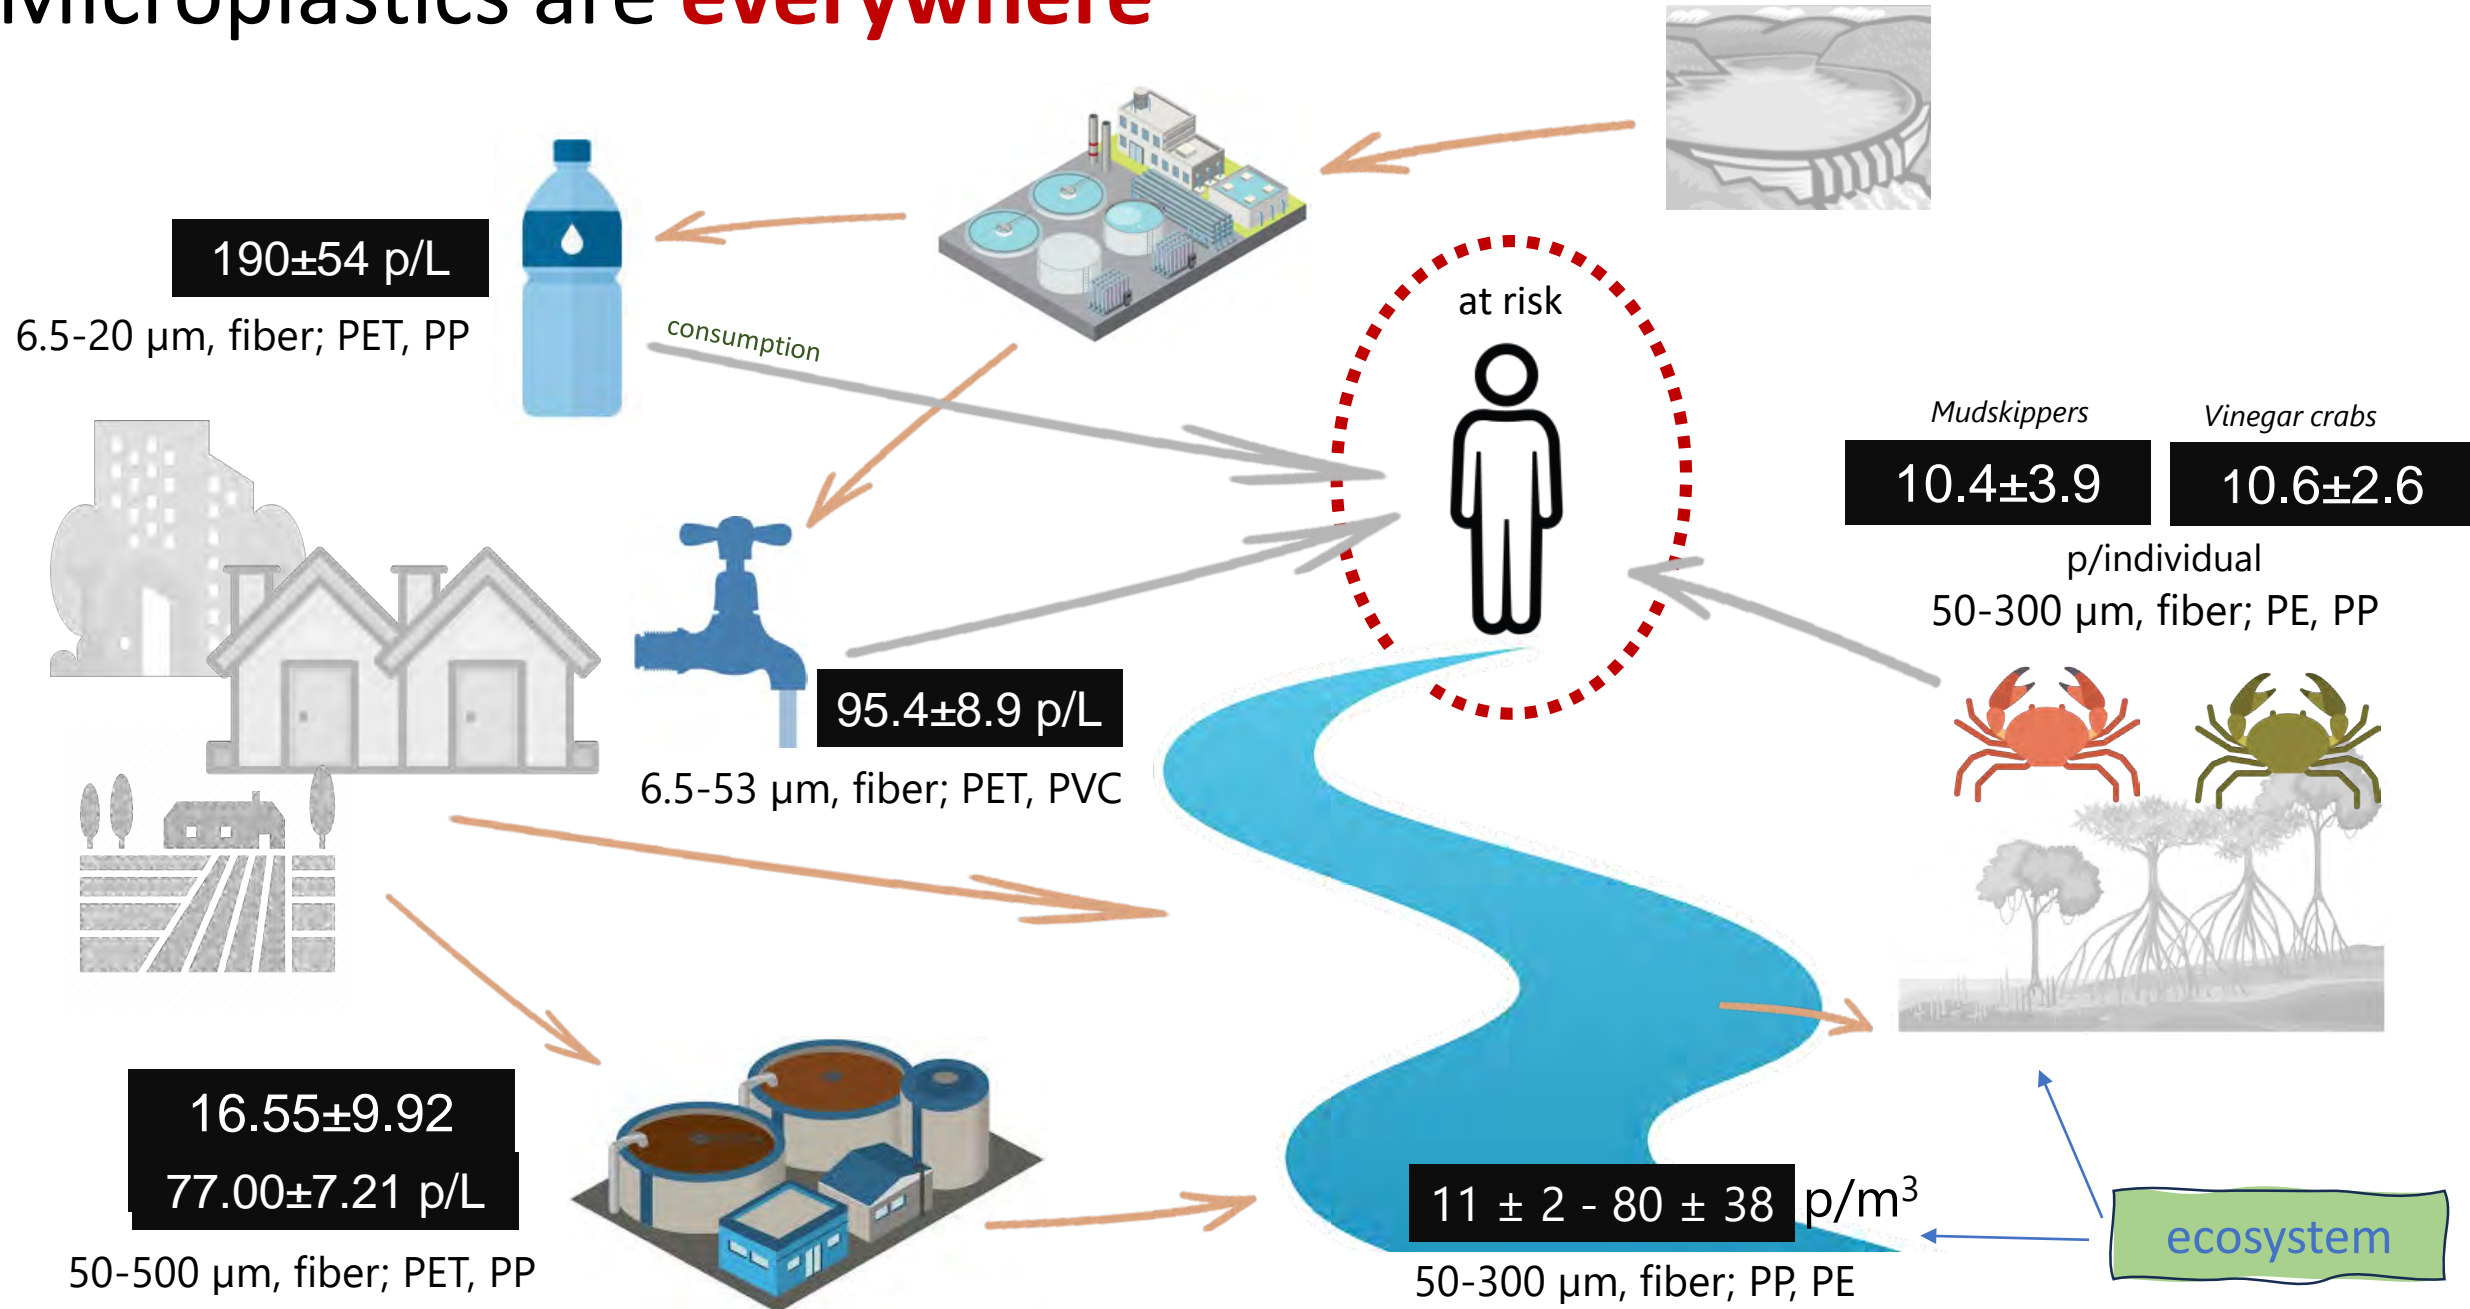 Microplastics are everywhere
190±54 p/L
6.5-20 µm, fiber; PET, PP
consumption
at risk
Mudskippers
Vinegar crabs
10.4±3.9
10.6±2.6
p/individual
50-300 µm, fiber; PE, PP
95.4±8.9 p/L
6.5-53 µm, fiber; PET, PVC
16.55±9.92
77.00±7.21 p/L
50-500 µm, fiber; PET, PP
11 ± 2 - 80 ± 38 p/m³
50-300 µm, fiber; PP, PE
ecosystem